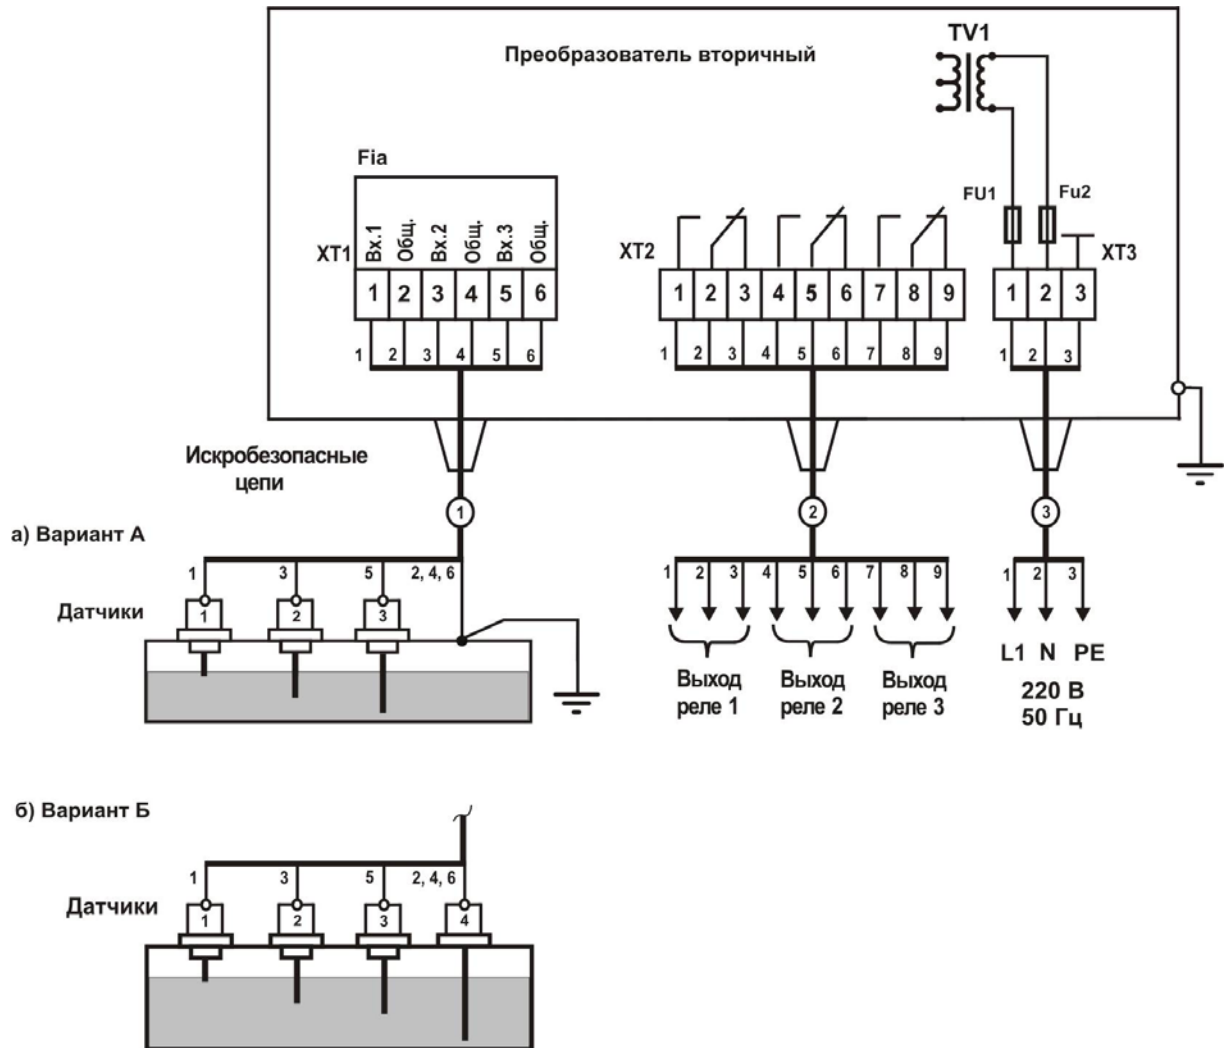 TV1
Преобразователь вторичный
Fia
FU1 Fu2
Вх.1 Общ. Вх.2 Общ. Вх.3 Общ.
XT1 XT2 XT3
1 2 3 4 5 6
1 2 3 4 5 6 7 8 9
1 2 3
1 2 3 4 5 6
1 2 3 4 5 6 7 8 9
1 2 3
Искробезопасные
цепи
1 2 3
а) Вариант А
1 3 5 2, 4, 6
1 2 3 4 5 6 7 8 9
1 2 3
Датчики
1 2 3
L1 N PE
Выход
реле 1
Выход
реле 2
Выход
реле 3
220 В
50 Гц
б) Вариант Б
1 3 5 2, 4, 6
Датчики
1 2 3 4